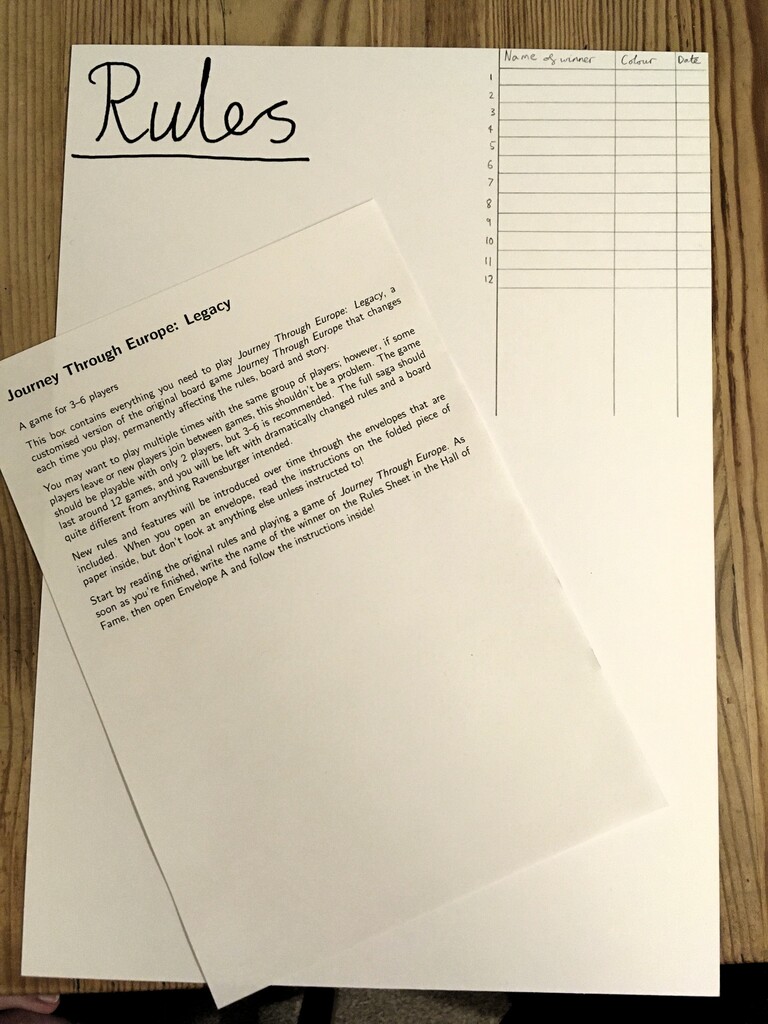 Rules
Name of winner Colour Date
1
2
3
4
5
6
7
8
9
10
11
12
Journey Through Europe: Legacy
A game for 3–6 players
This box contains everything you need to play Journey Through Europe: Legacy, a
customised version of the original board game Journey Through Europe that changes
each time you play, permanently affecting the rules, board and story.
You may want to play multiple times with the same group of players; however, if some
players leave or new players join between games, this shouldn't be a problem. The game
should be playable with only 2 players, but 3–6 is recommended. The full saga should
last around 12 games, and you will be left with dramatically changed rules and a board
quite different from anything Ravensburger intended.
New rules and features will be introduced over time through the envelopes that are
included. When you open an envelope, read the instructions on the folded piece of
paper inside, but don't look at anything else unless instructed to!
Start by reading the original rules and playing a game of Journey Through Europe. As
soon as you're finished, write the name of the winner on the Rules Sheet in the Hall of
Fame, then open Envelope A and follow the instructions inside!